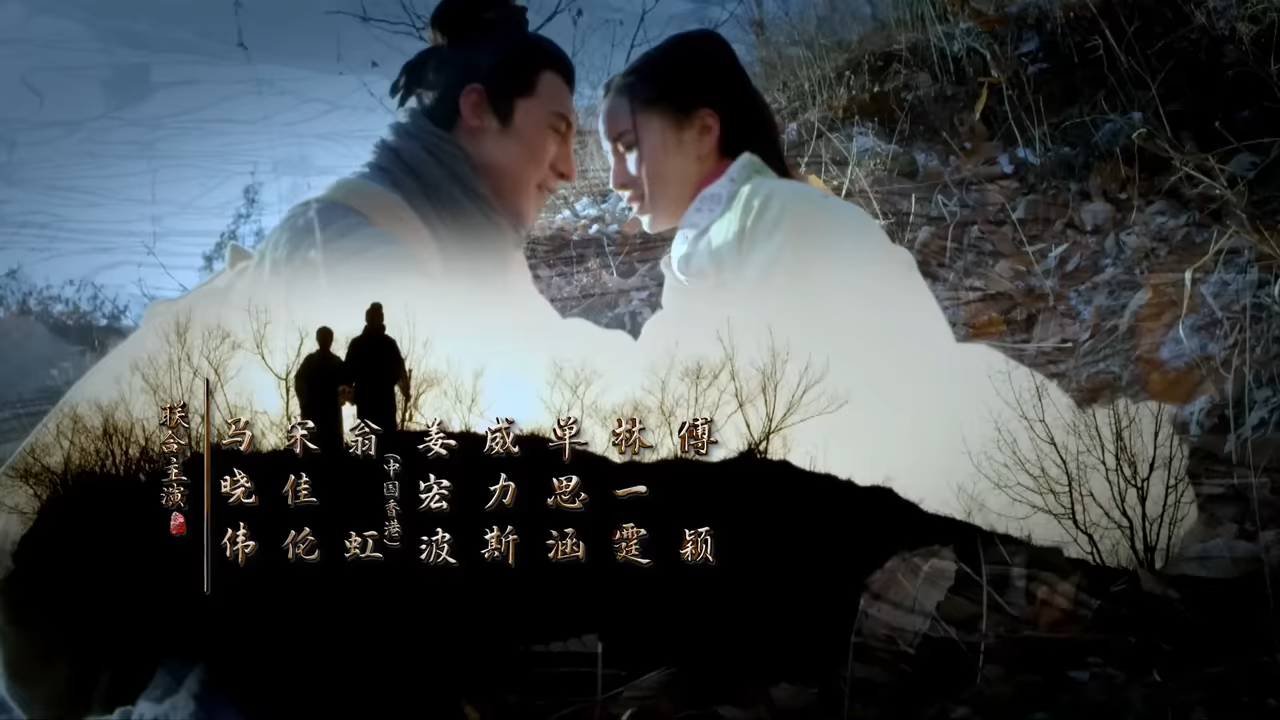 联合主演
马晓伟
宋佳伦
翁虹
(中国香港)
姜宏波
威力斯
单思涵
林一霆
傅颖